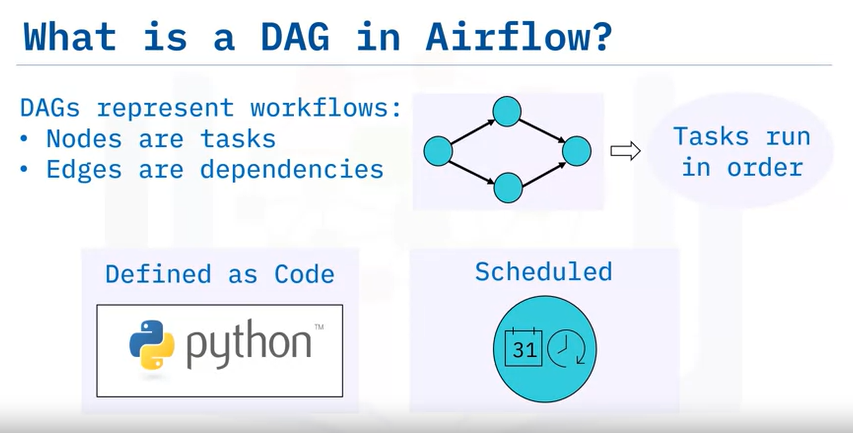 What is a DAG in Airflow?
DAGs represent workflows:
• Nodes are tasks
• Edges are dependencies
Tasks run
in order
Defined as Code
python™
Scheduled
31